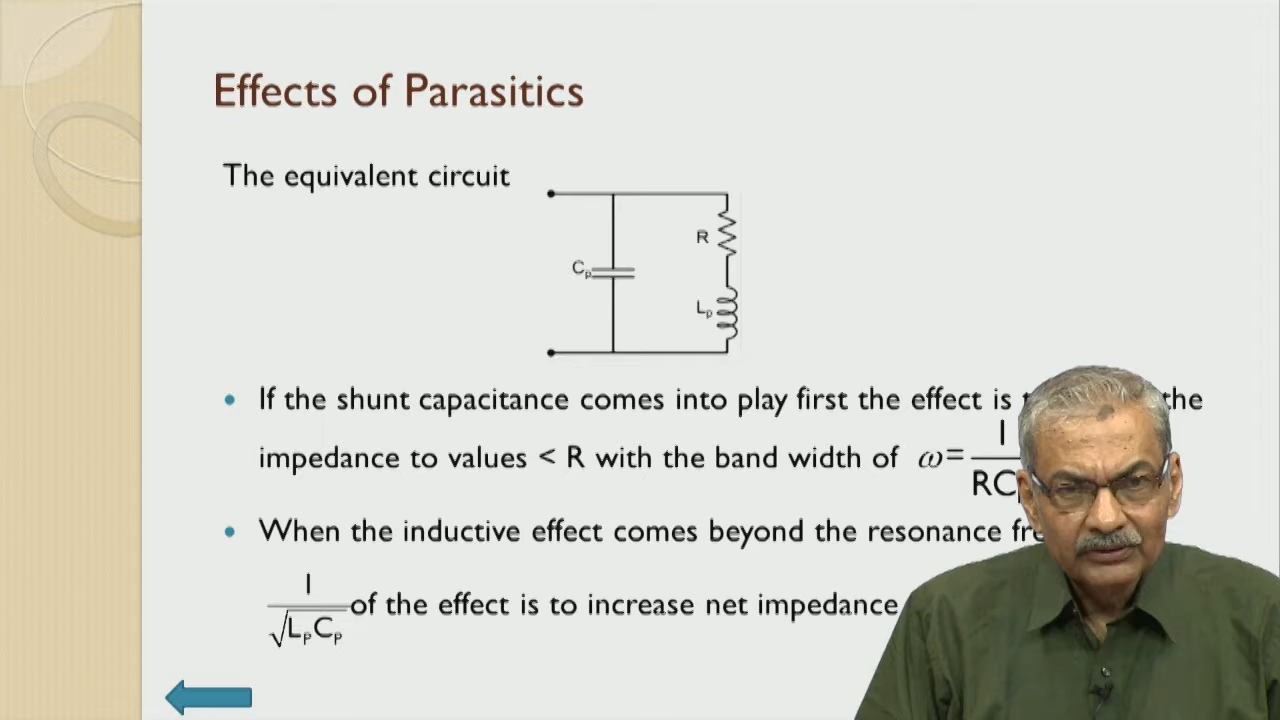 Effects of Parasitics
The equivalent circuit
R
Cp
Lp
If the shunt capacitance comes into play first the effect is the
impedance to values < R with the band width of ω= 1
RC
When the inductive effect comes beyond the resonance
1
√LpCp of the effect is to increase net impedance